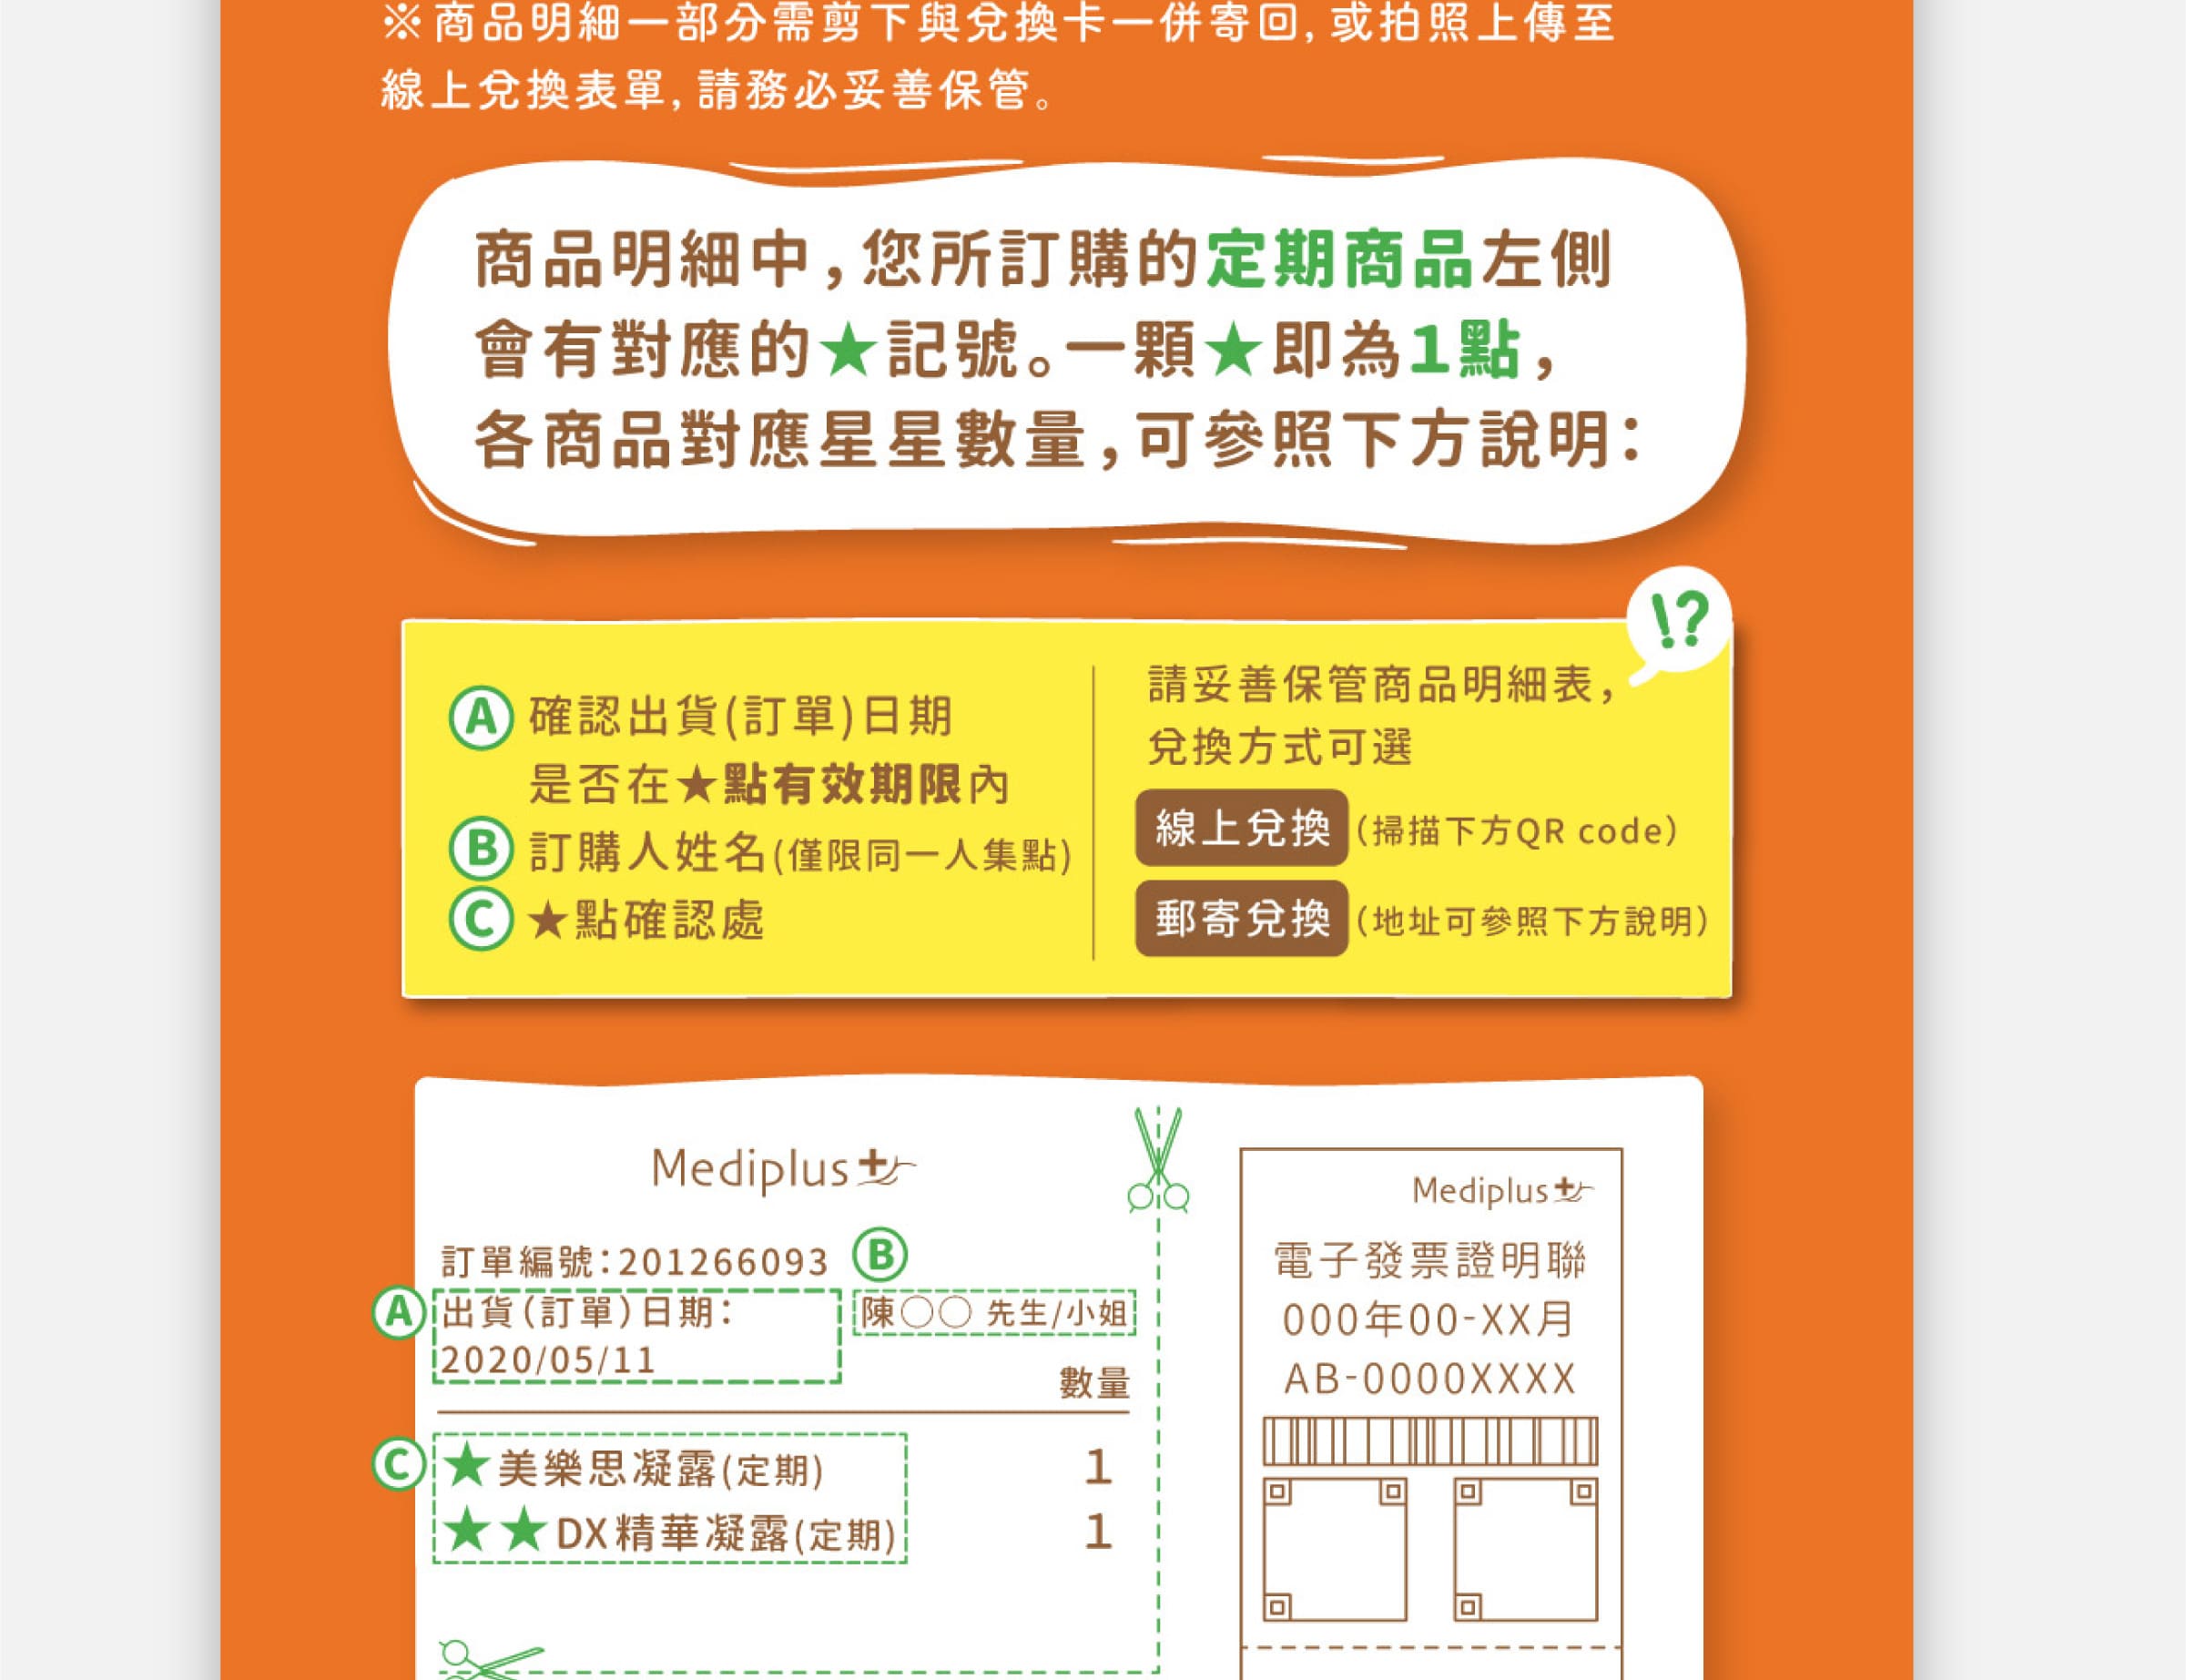 ※商品明細一部分需剪下與兌換卡一併寄回,或拍照上傳至
線上兌換表單,請務必妥善保管。
商品明細中,您所訂購的定期商品左側
會有對應的★記號。一顆★即為1點,
各商品對應星星數量,可參照下方說明:
!?
A 確認出貨(訂單)日期
是否在★點有效期限內
B 訂購人姓名(僅限同一人集點)
C ★點確認處
請妥善保管商品明細表,
兌換方式可選
線上兌換(掃描下方QR code)
郵寄兌換(地址可參照下方說明)
Mediplus+
訂單編號:201266093
B
A 出貨(訂單)日期:
2020/05/11
陳○○ 先生/小姐
數量
C ★美樂思凝露(定期) 1
★★DX精華凝露(定期) 1
Mediplus+
電子發票證明聯
000年00-XX月
AB-0000XXXX